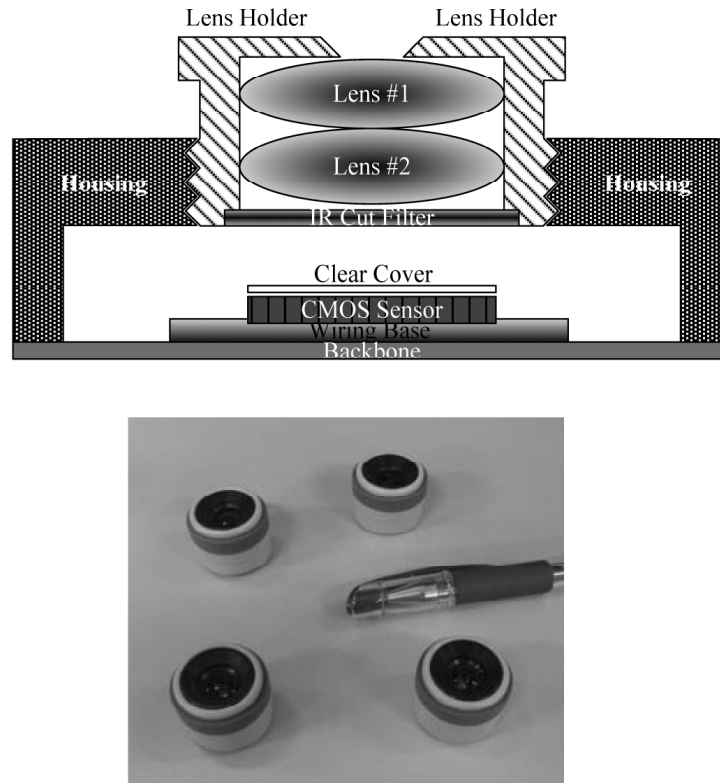 Lens Holder Lens Holder
Lens #1
Lens #2
Housing Housing
IR Cut Filter
Clear Cover
CMOS Sensor
Wiring Base
Backbone